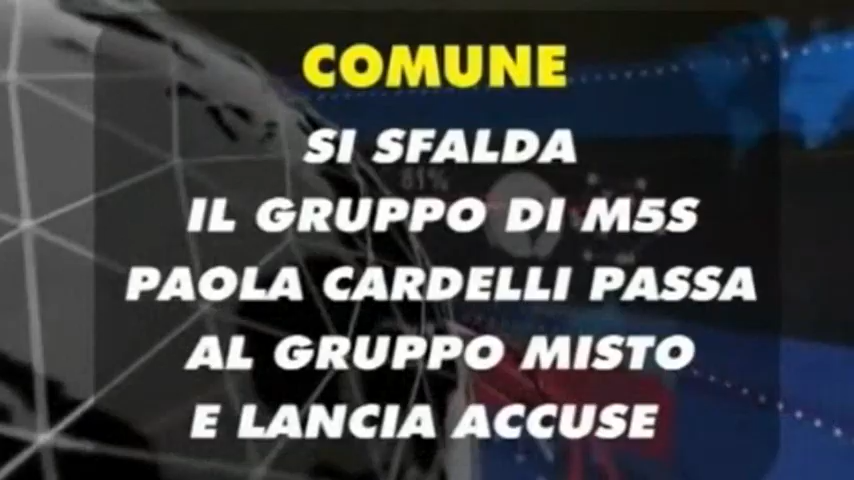 COMUNE
SI SFALDA
IL GRUPPO DI M5S
PAOLA CARDELLI PASSA
AL GRUPPO MISTO
E LANCIA ACCUSE